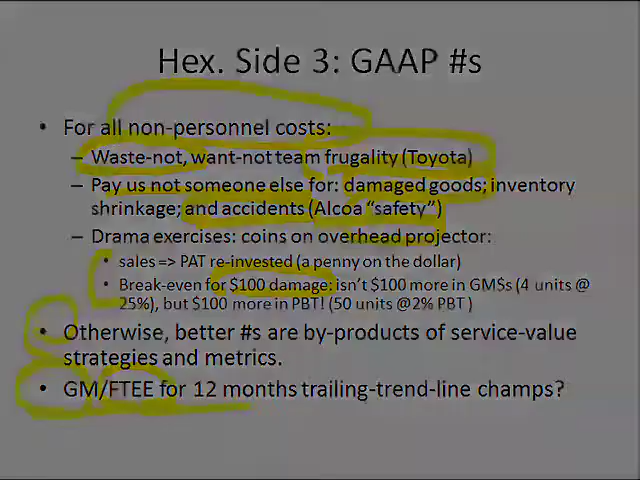 Hex. Side 3: GAAP #s
• For all non-personnel costs:
– Waste-not, want-not team frugality (Toyota)
– Pay us not someone else for: damaged goods; inventory
shrinkage; and accidents (Alcoa “safety”)
– Drama exercises: coins on overhead projector:
• sales => PAT re-invested (a penny on the dollar)
• Break-even for $100 damage: isn’t $100 more in GM$s (4 units @
25%), but $100 more in PBT! (50 units @2% PBT )
• Otherwise, better #s are by-products of service-value
strategies and metrics.
• GM/FTEE for 12 months trailing-trend-line champs?